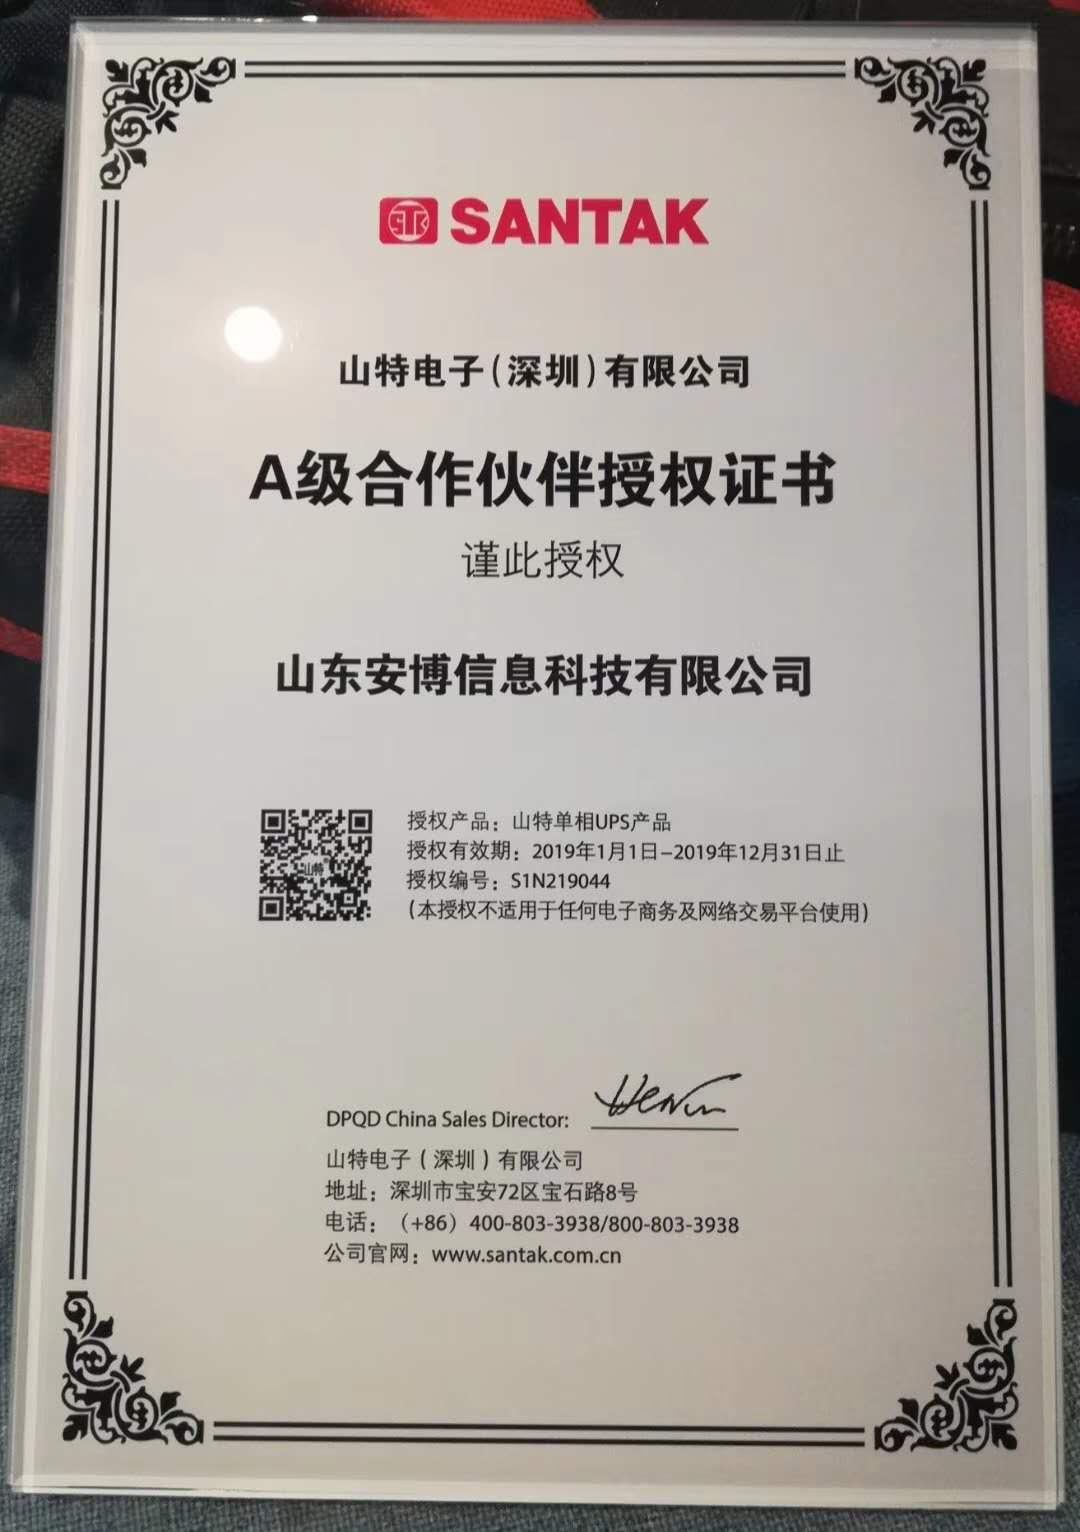 STK SANTAK
山特电子(深圳)有限公司
A级合作伙伴授权证书
谨此授权
山东安博信息科技有限公司
山特
授权产品：山特单相UPS产品
授权有效期：2019年1月1日-2019年12月31日止
授权编号：S1N219044
(本授权不适用于任何电子商务及网络交易平台使用)
DPQD China Sales Director:
山特电子（深圳）有限公司
地址：深圳市宝安72区宝石路8号
电话：（+86）400-803-3938/800-803-3938
公司官网：www.santak.com.cn